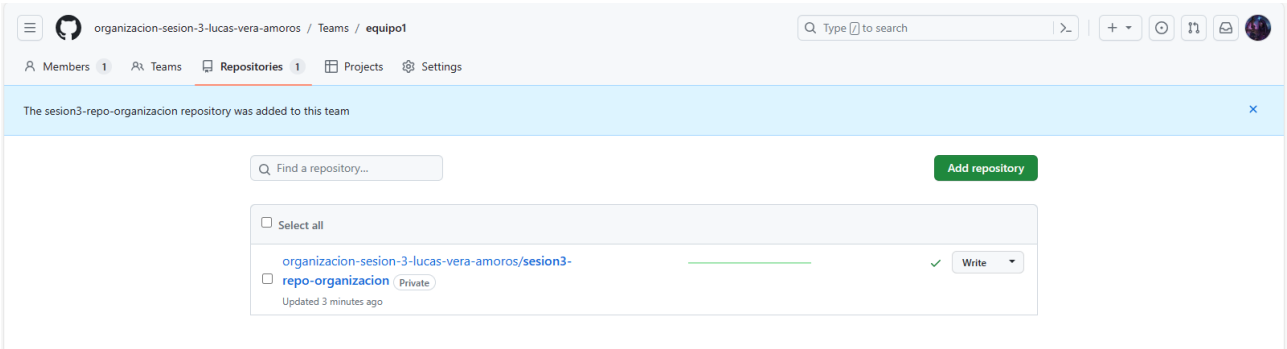 organizacion-sesion-3-lucas-vera-amoros / Teams / equipo1
Type / to search
Members 1 Teams Repositories 1 Projects Settings
The sesion3-repo-organizacion repository was added to this team
Find a repository...
Add repository
Select all
organizacion-sesion-3-lucas-vera-amoros/sesion3-
repo-organizacion Private
Write
Updated 3 minutes ago